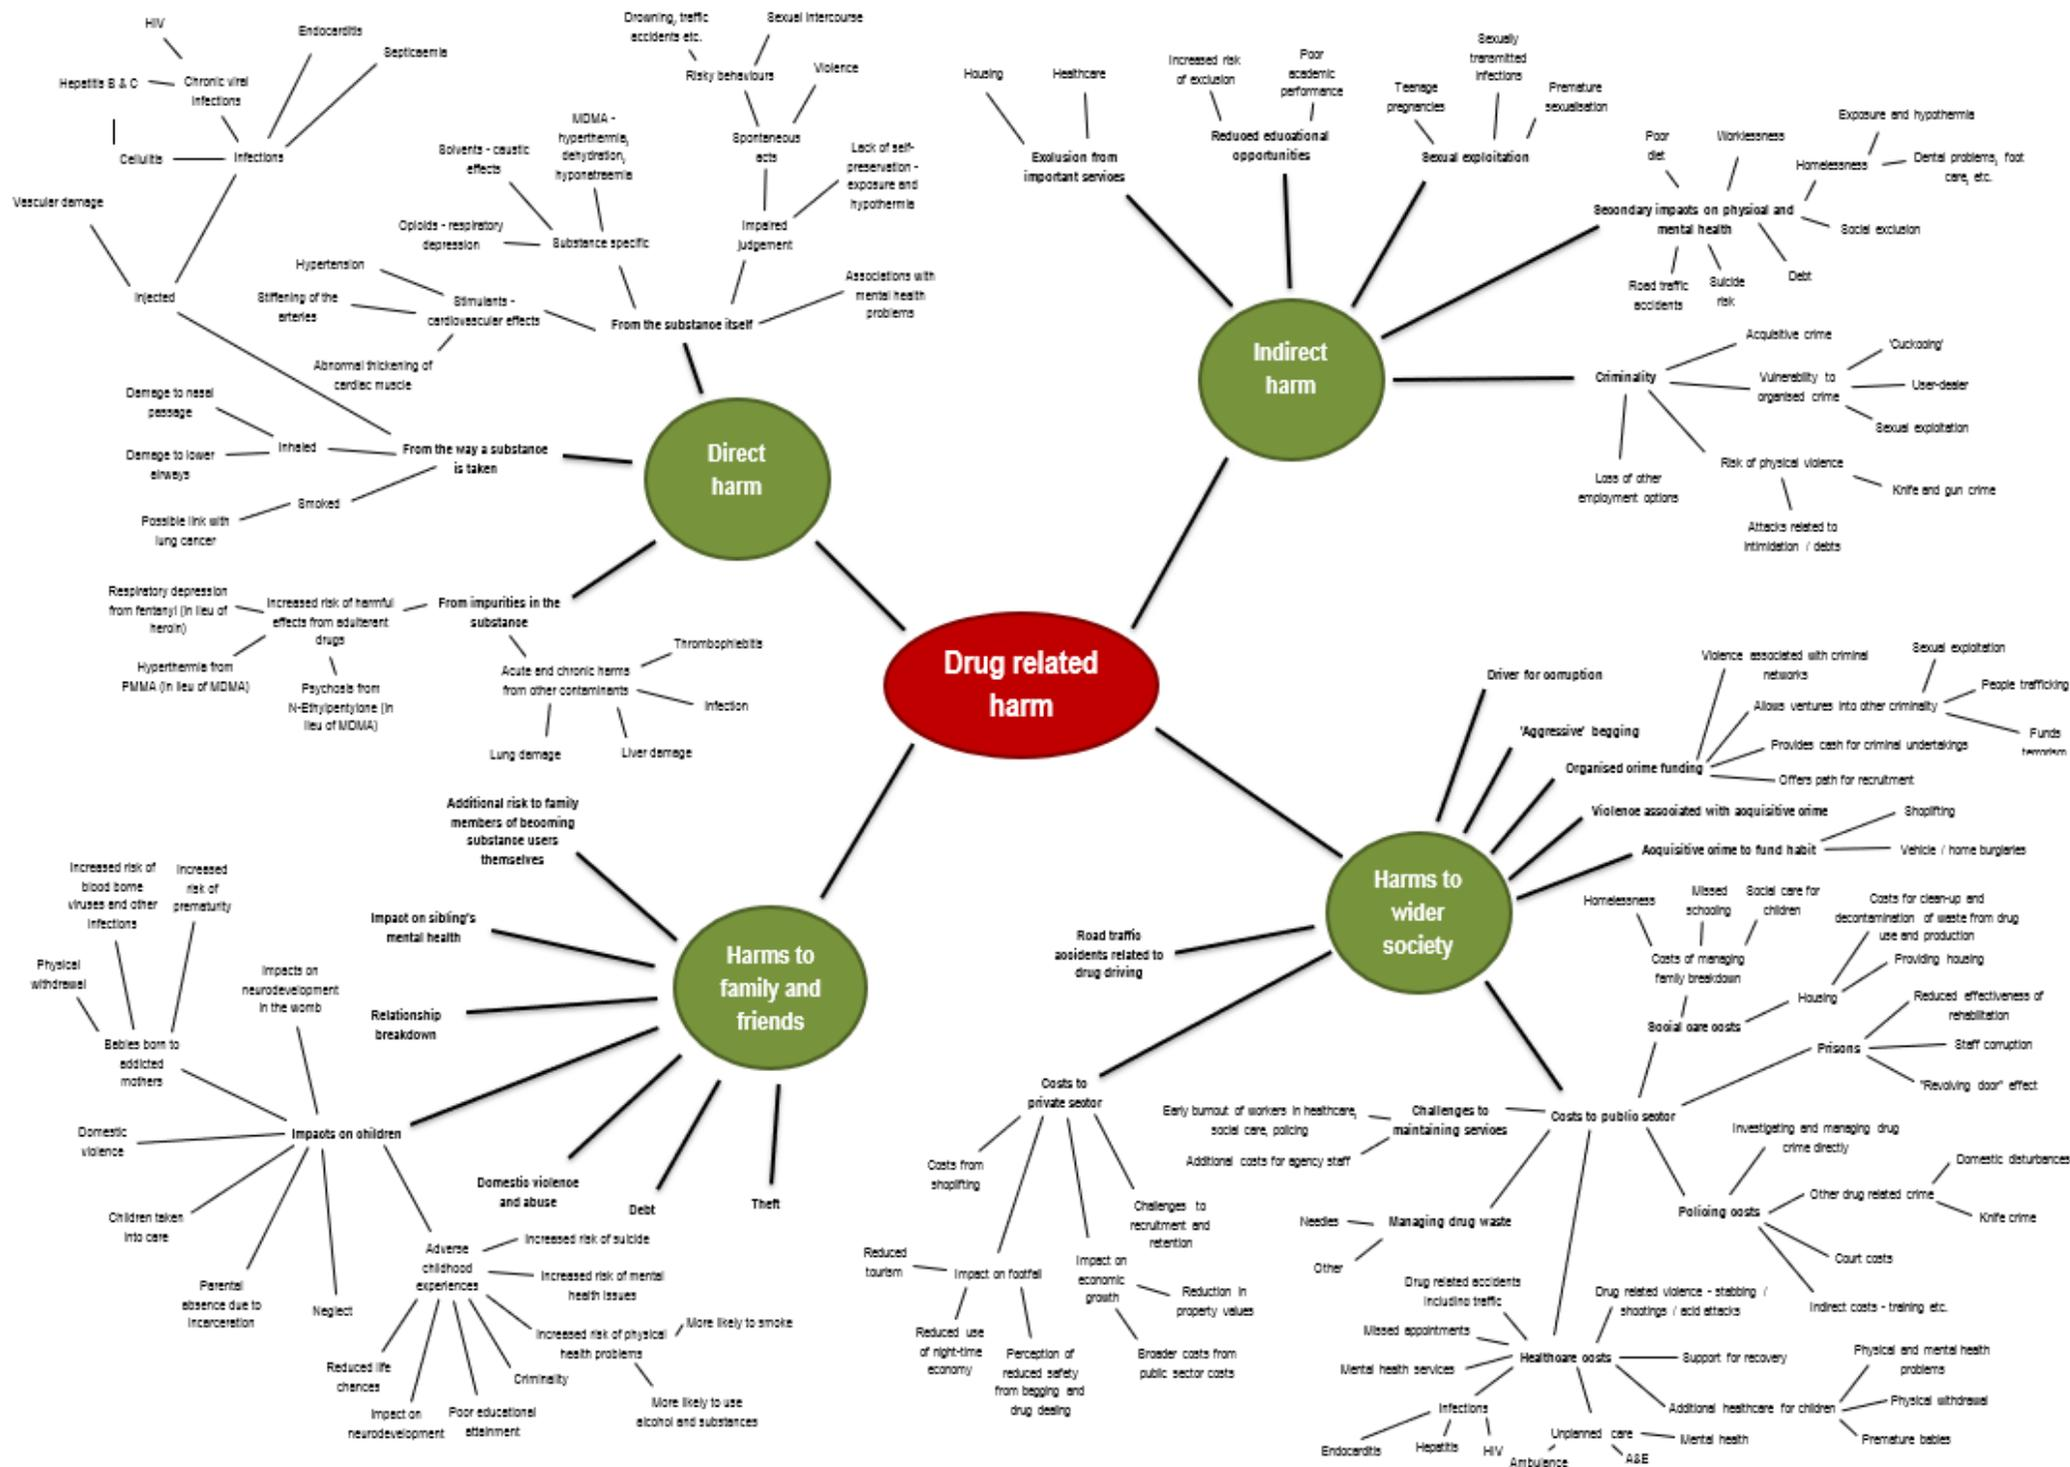 Drug related
harm
Direct
harm
From the substance itself
Stimulants -
cardiovascular effects
Hypertension
Stiffening of the
arteries
Abnormal thickening of
cardiac muscle
Substance specific
Opioids - respiratory
depression
Solvents - caustic
effects
MDMA -
hyperthermia,
dehydration,
hyponatraemia
Impaired
judgement
Spontaneous
acts
Risky behaviours
Drowning, traffic
accidents etc.
Sexual intercourse
Violence
Lack of self-
preservation -
exposure and
hypothermia
Associations with
mental health
problems
From the way a substance
is taken
Injected
Vascular damage
Infections
Cellulitis
Chronic viral
infections
HIV
Hepatitis B & C
Endocarditis
Septicaemia
Inhaled
Damage to nasal
passage
Damage to lower
airways
Smoked
Possible link with
lung cancer
From impurities in the
substance
Increased risk of harmful
effects from adulterant
drugs
Respiratory depression
from fentanyl (in lieu of
heroin)
Hyperthermia from
PMMA (in lieu of MDMA)
Psychosis from
N-Ethylpentylone (in
lieu of MDMA)
Acute and chronic harms
from other contaminants
Thrombophlebitis
Infection
Liver damage
Lung damage
Indirect
harm
Exclusion from
important services
Housing
Healthcare
Reduced educational
opportunities
Increased risk
of exclusion
Poor
academic
performance
Sexual exploitation
Teenage
pregnancies
Sexually
transmitted
infections
Premature
sexualisation
Secondary impacts on physical and
mental health
Poor
diet
Worklessness
Homelessness
Exposure and hypothermia
Dental problems, foot
care, etc.
Social exclusion
Debt
Suicide
risk
Road traffic
accidents
Criminality
Acquisitive crime
Vulnerability to
organised crime
'Cuckooing'
User-dealer
Sexual exploitation
Risk of physical violence
Knife and gun crime
Attacks related to
intimidation / debts
Loss of other
employment options
Harms to
family and
friends
Additional risk to family
members of becoming
substance users
themselves
Impact on sibling's
mental health
Relationship
breakdown
Impacts on children
Babies born to
addicted
mothers
Physical
withdrawal
Increased risk of
blood borne
viruses and other
infections
Increased
risk of
prematurity
Impacts on
neurodevelopment
in the womb
Domestic
violence
Children taken
into care
Parental
absence due to
incarceration
Neglect
Adverse
childhood
experiences
Increased risk of suicide
Increased risk of mental
health issues
Increased risk of physical
health problems
More likely to smoke
More likely to use
alcohol and substances
Criminality
Poor educational
attainment
Impact on
neurodevelopment
Reduced life
chances
Domestic violence
and abuse
Debt
Theft
Harms to
wider
society
Driver for corruption
'Aggressive' begging
Organised crime funding
Violence associated with criminal
networks
Allows ventures into other criminality
Sexual exploitation
People trafficking
Funds
terrorism
Provides cash for criminal undertakings
Offers path for recruitment
Violence associated with acquisitive crime
Acquisitive crime to fund habit
Shoplifting
Vehicle / home burglaries
Road traffic
accidents related to
drug driving
Costs to
private sector
Costs from
shoplifting
Impact on footfall
Reduced
tourism
Reduced use
of night-time
economy
Perception of
reduced safety
from begging and
drug dealing
Impact on
economic
growth
Reduction in
property values
Broader costs from
public sector costs
Challenges to
recruitment and
retention
Costs to public sector
Social care costs
Costs of managing
family breakdown
Homelessness
Missed
schooling
Social care for
children
Housing
Costs for clean-up and
decontamination of waste from drug
use and production
Providing housing
Prisons
Reduced effectiveness of
rehabilitation
Staff corruption
"Revolving door" effect
Challenges to
maintaining services
Early burnout of workers in healthcare,
social care, policing
Additional costs for agency staff
Managing drug waste
Needles
Other
Policing costs
Investigating and managing drug
crime directly
Other drug related crime
Domestic disturbances
Knife crime
Court costs
Indirect costs - training etc.
Healthcare costs
Drug related accidents
including traffic
Drug related violence - stabbing /
shootings / acid attacks
Missed appointments
Mental health services
Support for recovery
Additional healthcare for children
Physical and mental health
problems
Physical withdrawal
Premature babies
Infections
Endocarditis
Hepatitis
HIV
Unplanned care
Ambulance
A&E
Mental health